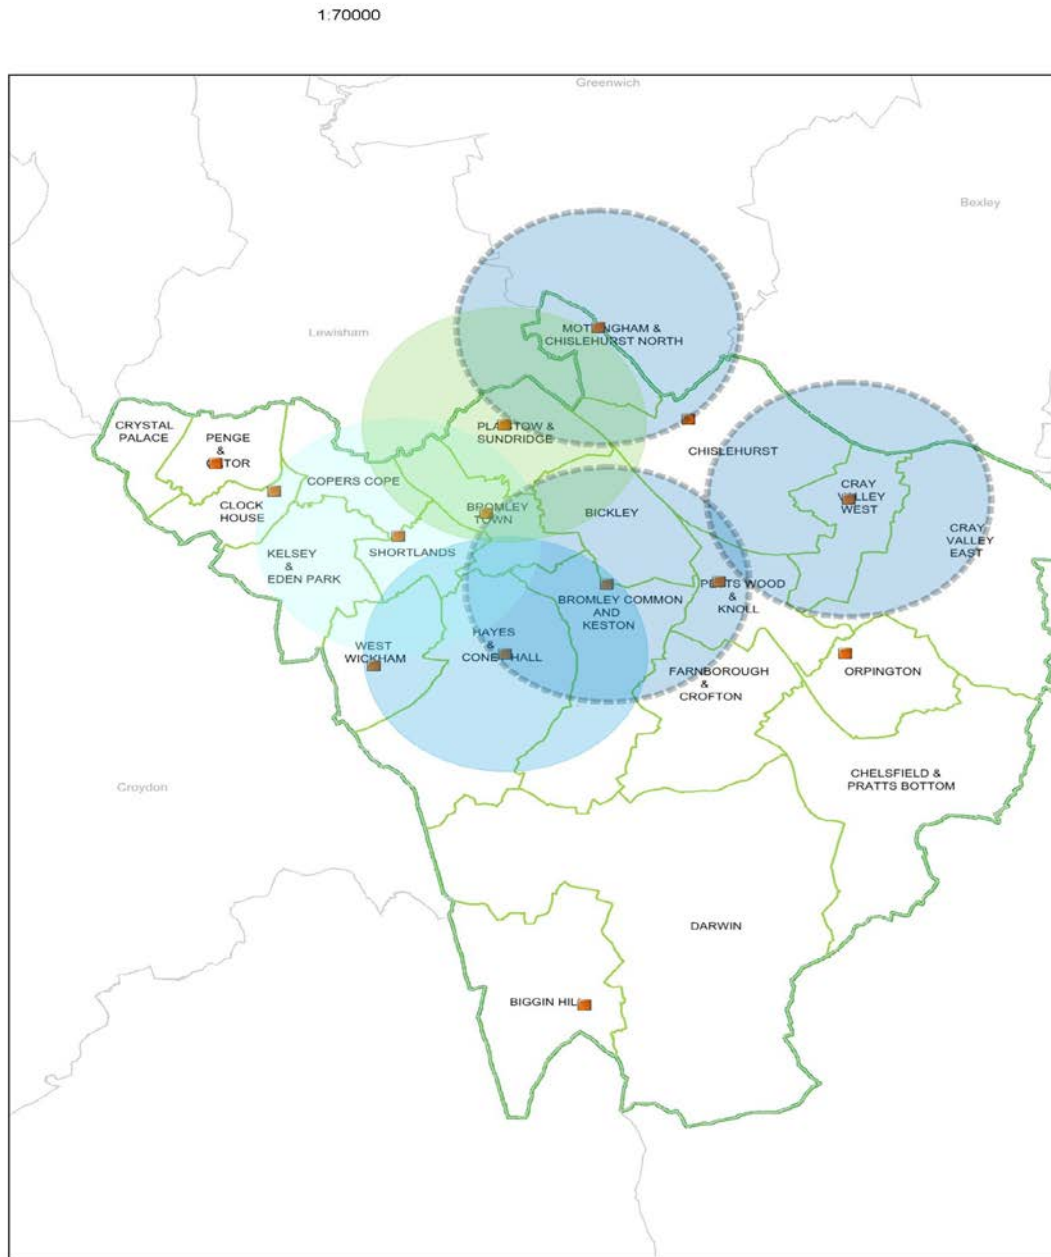 1:70000
Greenwich
Bexley
Lewisham
MOTTINGHAM &
CHISLEHURST NORTH
CRYSTAL
PALACE
PENGE
&
CATOR
PLAISTOW &
SUNDRIDGE
CHISLEHURST
COPERS COPE
CLOCK
HOUSE
BROMLEY
TOWN
BICKLEY
CRAY
VALLEY
WEST
CRAY
VALLEY
EAST
SHORTLANDS
KELSEY
&
EDEN PARK
BROMLEY COMMON
AND
KESTON
PETTS WOOD
&
KNOLL
WEST
WICKHAM
HAYES
&
CONEY HALL
FARNBOROUGH
&
CROFTON
ORPINGTON
CHELSFIELD &
PRATTS BOTTOM
Croydon
DARWIN
BIGGIN HILL